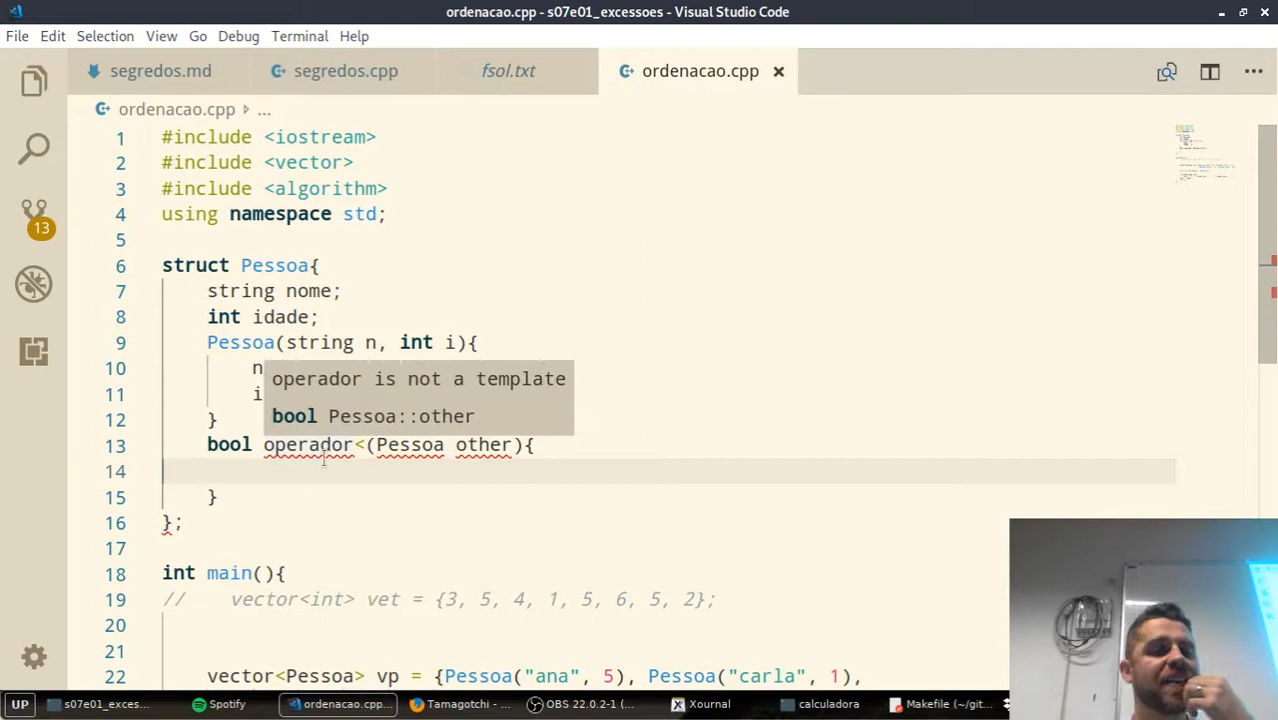 ordenacao.cpp - s07e01_excessoes - Visual Studio Code
File Edit Selection View Go Debug Terminal Help
segredos.md segredos.cpp fsol.txt ordenacao.cpp
ordenacao.cpp ...
13
1 #include <iostream>
2 #include <vector>
3 #include <algorithm>
4 using namespace std;
5
6 struct Pessoa{
7 string nome;
8 int idade;
9 Pessoa(string n, int i){
10 n
operador is not a template
11 i
bool Pessoa::other
12 }
13 bool operador<(Pessoa other){
14
15 }
16 };
17
18 int main(){
19 // vector<int> vet = {3, 5, 4, 1, 5, 6, 5, 2};
20
21
22 vector<Pessoa> vp = {Pessoa("ana", 5), Pessoa("carla", 1),
UP s07e01_exces... Spotify ordenacao.cpp... Tamagotchi - ... OBS 22.0.2-1 (... Xournal calculadora Makefile (~/git...